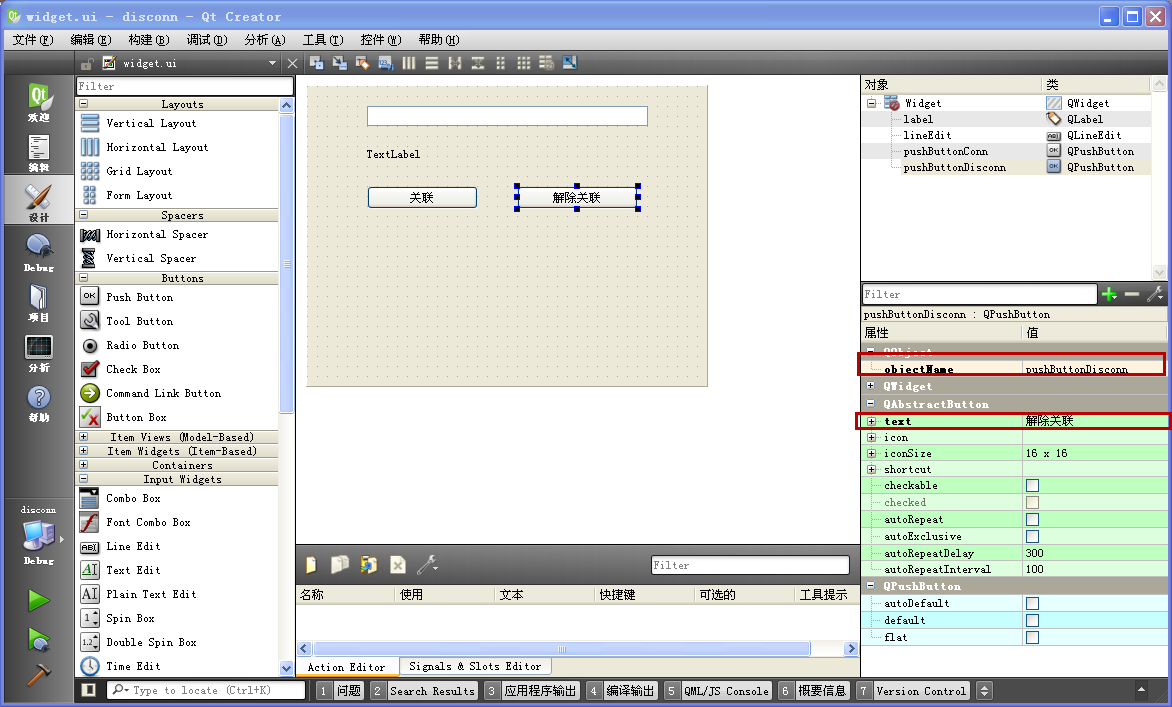 widget.ui - disconn - Qt Creator
文件(F) 编辑(E) 构建(B) 调试(D) 分析(A) 工具(T) 控件(W) 帮助(H)
widget.ui
欢迎
编辑
设计
Debug
项目
分析
帮助
disconn
Debug
Filter
Layouts
Vertical Layout
Horizontal Layout
Grid Layout
Form Layout
Spacers
Horizontal Spacer
Vertical Spacer
Buttons
OK Push Button
Tool Button
Radio Button
Check Box
Command Link Button
Button Box
Item Views (Model-Based)
Item Widgets (Item-Based)
Containers
Input Widgets
Combo Box
Font Combo Box
ABI Line Edit
AI Text Edit
AI Plain Text Edit
1 Spin Box
1.2 Double Spin Box
Time Edit
TextLabel
关联 解除关联
Filter
名称 使用 文本 快捷键 可选的 工具提示
Action Editor Signals & Slots Editor
对象 类
Widget QWidget
label QLabel
lineEdit QLineEdit
pushButtonConn QPushButton
pushButtonDisconn QPushButton
Filter
pushButtonDisconn : QPushButton
属性 值
QObject
objectName pushButtonDisconn
QWidget
QAbstractButton
text 解除关联
icon
iconSize 16 x 16
shortcut
checkable
checked
autoRepeat
autoExclusive
autoRepeatDelay 300
autoRepeatInterval 100
QPushButton
autoDefault
default
flat
Type to locate (Ctrl+K) 1 问题 2 Search Results 3 应用程序输出 4 编译输出 5 QML/JS Console 6 概要信息 7 Version Control